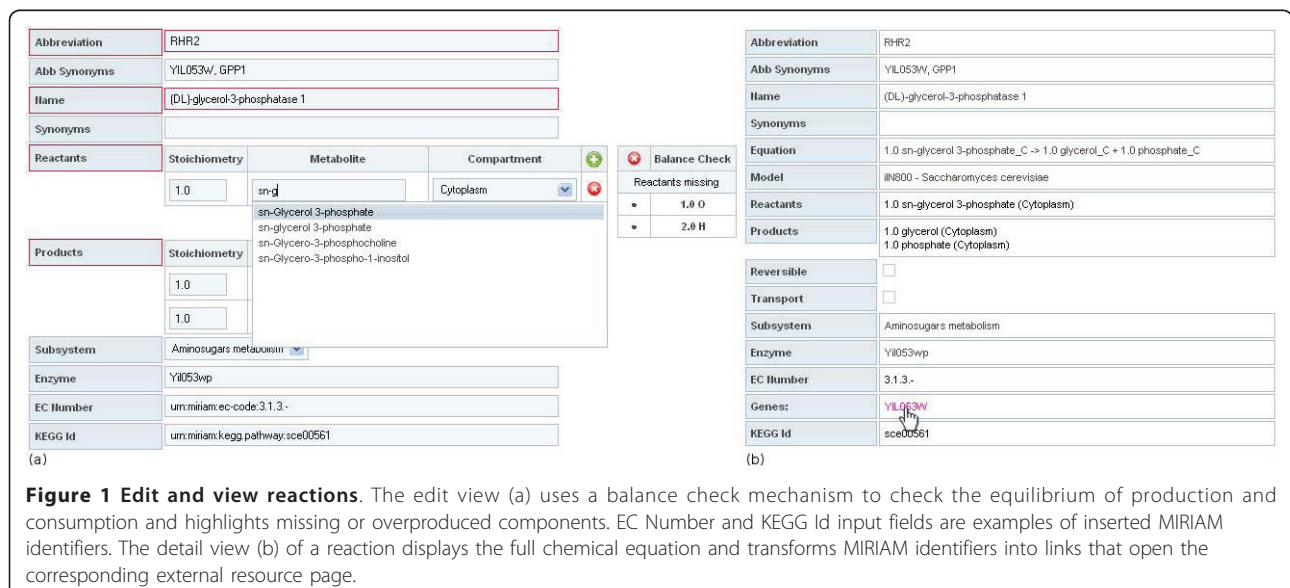 Abbreviation RHR2
Abb Synonyms YIL053W, GPP1
Name (DL)-glycerol-3-phosphatase 1
Synonyms
Reactants Stoichiometry Metabolite Compartment Balance Check
1.0 sn-g Cytoplasm Reactants missing
• 1.0 O
• 2.0 H
sn-Glycerol 3-phosphate
sn-glycerol 3-phosphate
sn-Glycero-3-phosphocholine
sn-Glycero-3-phospho-1-inositol
Products Stoichiometry
1.0
1.0
Subsystem Aminosugars metabolism
Enzyme Yil053wp
EC Number urn:miriam:ec-code:3.1.3.-
KEGG Id urn:miriam:kegg.pathway:sce00561
(a)
Abbreviation RHR2
Abb Synonyms YIL053W, GPP1
Name (DL)-glycerol-3-phosphatase 1
Synonyms
Equation 1.0 sn-glycerol 3-phosphate_C -> 1.0 glycerol_C + 1.0 phosphate_C
Model iIN800 - Saccharomyces cerevisiae
Reactants 1.0 sn-glycerol 3-phosphate (Cytoplasm)
Products 1.0 glycerol (Cytoplasm)
1.0 phosphate (Cytoplasm)
Reversible
Transport
Subsystem Aminosugars metabolism
Enzyme Yil053wp
EC Number 3.1.3.-
Genes: YIL053W
KEGG Id sce00561
(b)
Figure 1 Edit and view reactions. The edit view (a) uses a balance check mechanism to check the equilibrium of production and
consumption and highlights missing or overproduced components. EC Number and KEGG Id input fields are examples of inserted MIRIAM
identifiers. The detail view (b) of a reaction displays the full chemical equation and transforms MIRIAM identifiers into links that open the
corresponding external resource page.